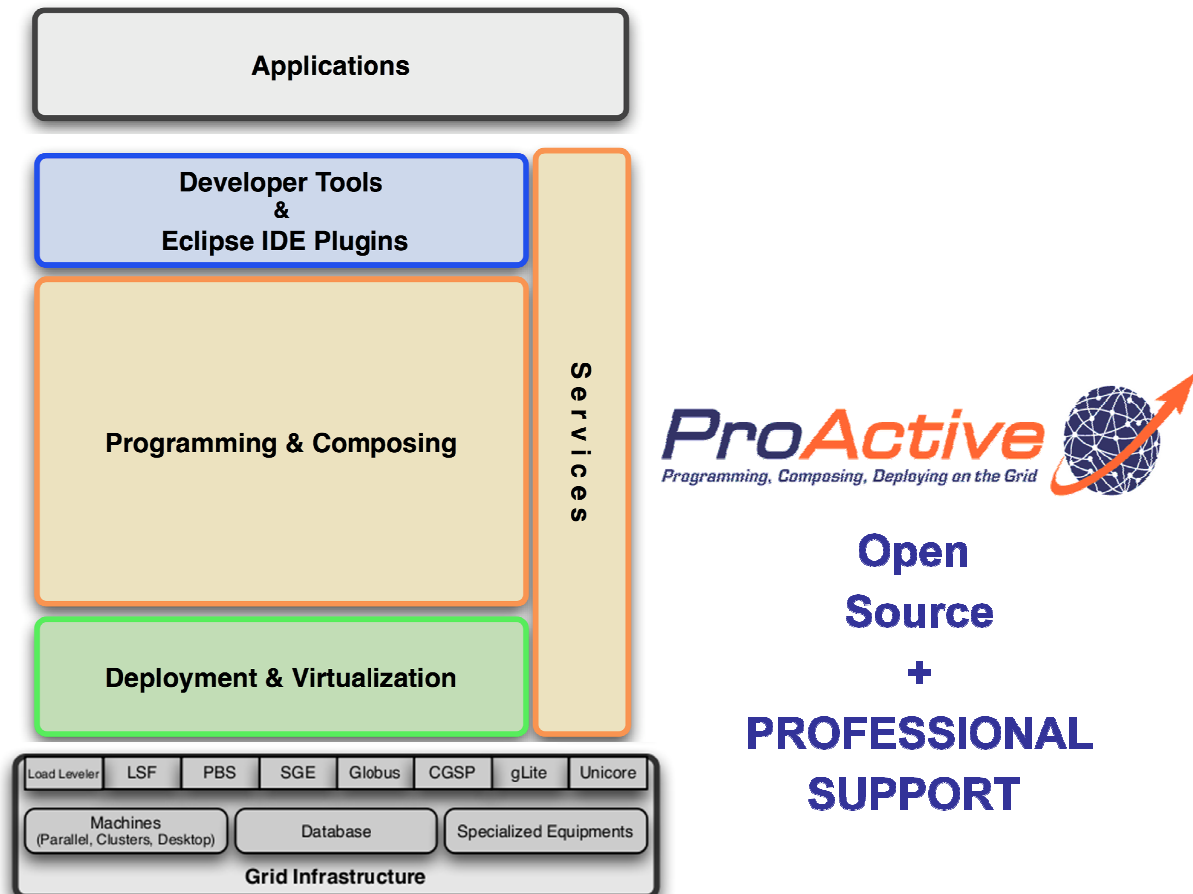 Applications
Developer Tools
&
Eclipse IDE Plugins
Programming & Composing
Services
Deployment & Virtualization
Load Leveler
LSF
PBS
SGE
Globus
CGSP
gLite
Unicore
Machines
(Parallel, Clusters, Desktop)
Database
Specialized Equipments
Grid Infrastructure
ProActive
Programming, Composing, Deploying on the Grid
Open
Source
+
PROFESSIONAL
SUPPORT